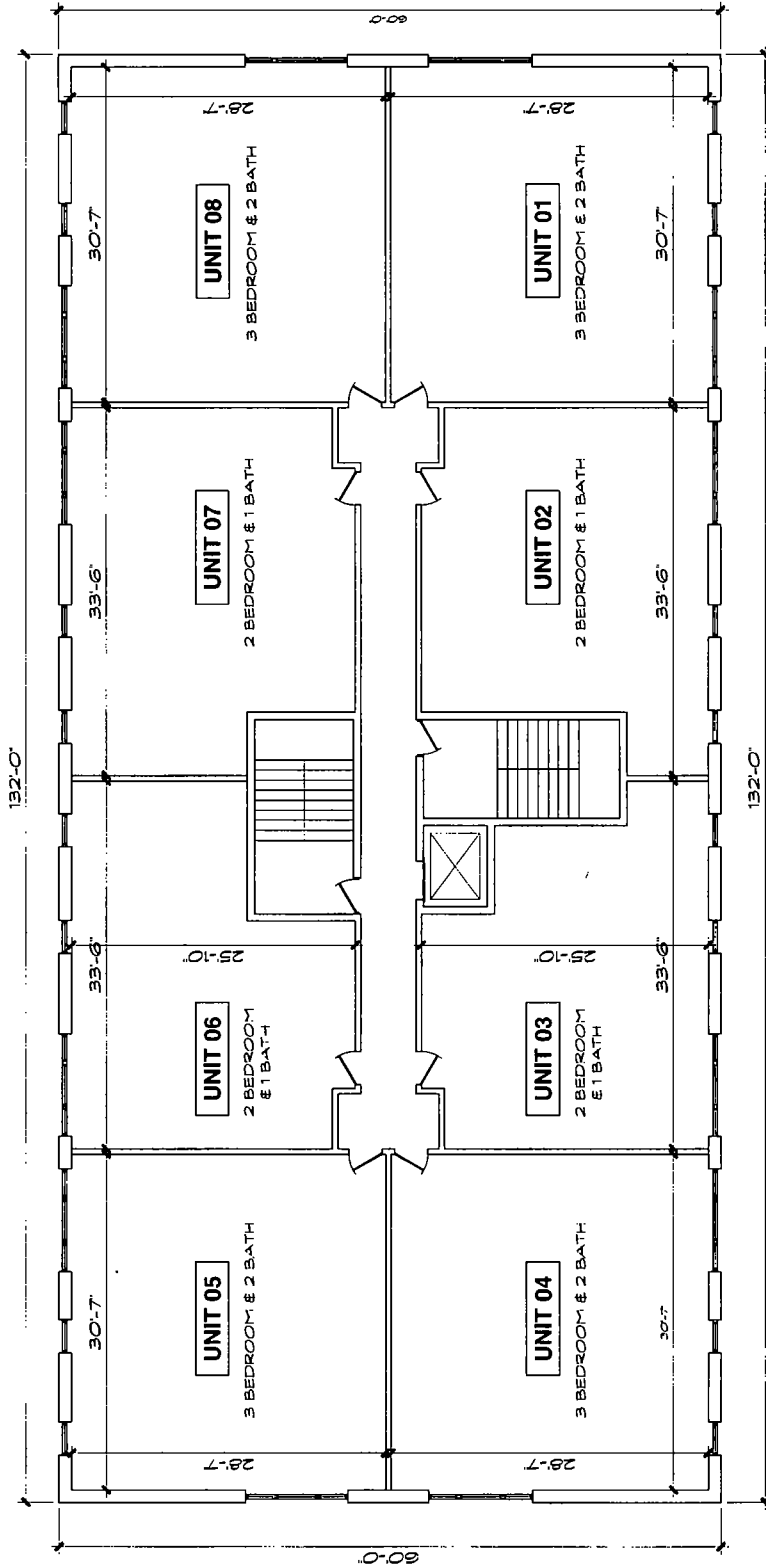 132'-0"
30'-7"
33'-6"
33'-6"
30'-7"
28'-7"
UNIT 05
3 BEDROOM & 2 BATH
UNIT 06
2 BEDROOM
& 1 BATH
25'-10"
UNIT 07
2 BEDROOM & 1 BATH
UNIT 08
3 BEDROOM & 2 BATH
28'-7"
60'-0"
60'-0"
28'-7"
UNIT 04
3 BEDROOM & 2 BATH
UNIT 03
2 BEDROOM
& 1 BATH
25'-10"
UNIT 02
2 BEDROOM & 1 BATH
UNIT 01
3 BEDROOM & 2 BATH
28'-7"
30'-7"
33'-6"
33'-6"
30'-7"
132'-0"